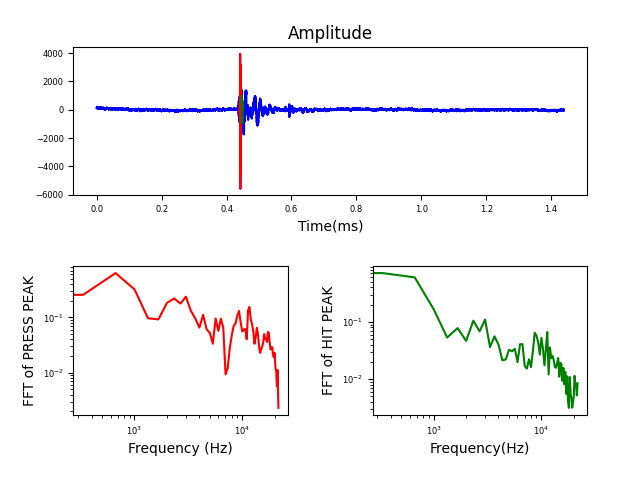 Amplitude
4000
2000
0
−2000
−4000
−6000
0.0 0.2 0.4 0.6 0.8 1.0 1.2 1.4
Time(ms)
FFT of PRESS PEAK
10⁻¹
10⁻²
10³ 10⁴
Frequency (Hz)
FFT of HIT PEAK
10⁻¹
10⁻²
10³ 10⁴
Frequency(Hz)